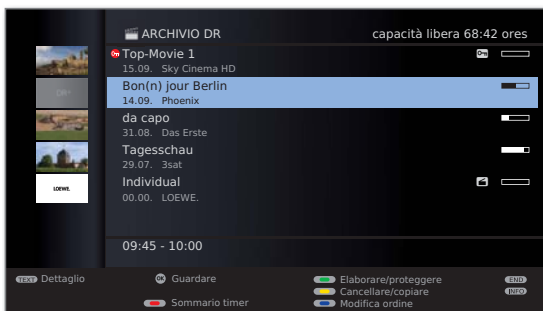 ARCHIVIO DR capacità libera 68:42 ores
Top-Movie 1
15.09. Sky Cinema HD
DR+
Bon(n) jour Berlin
14.09. Phoenix
da capo
31.08. Das Erste
Tagesschau
29.07. 3sat
Individual
00.00. LOEWE.
LOEWE.
09:45 - 10:00
TEXT Dettaglio OK Guardare Elaborare/proteggere END
Cancellare/copiare INFO
Sommario timer Modifica ordine